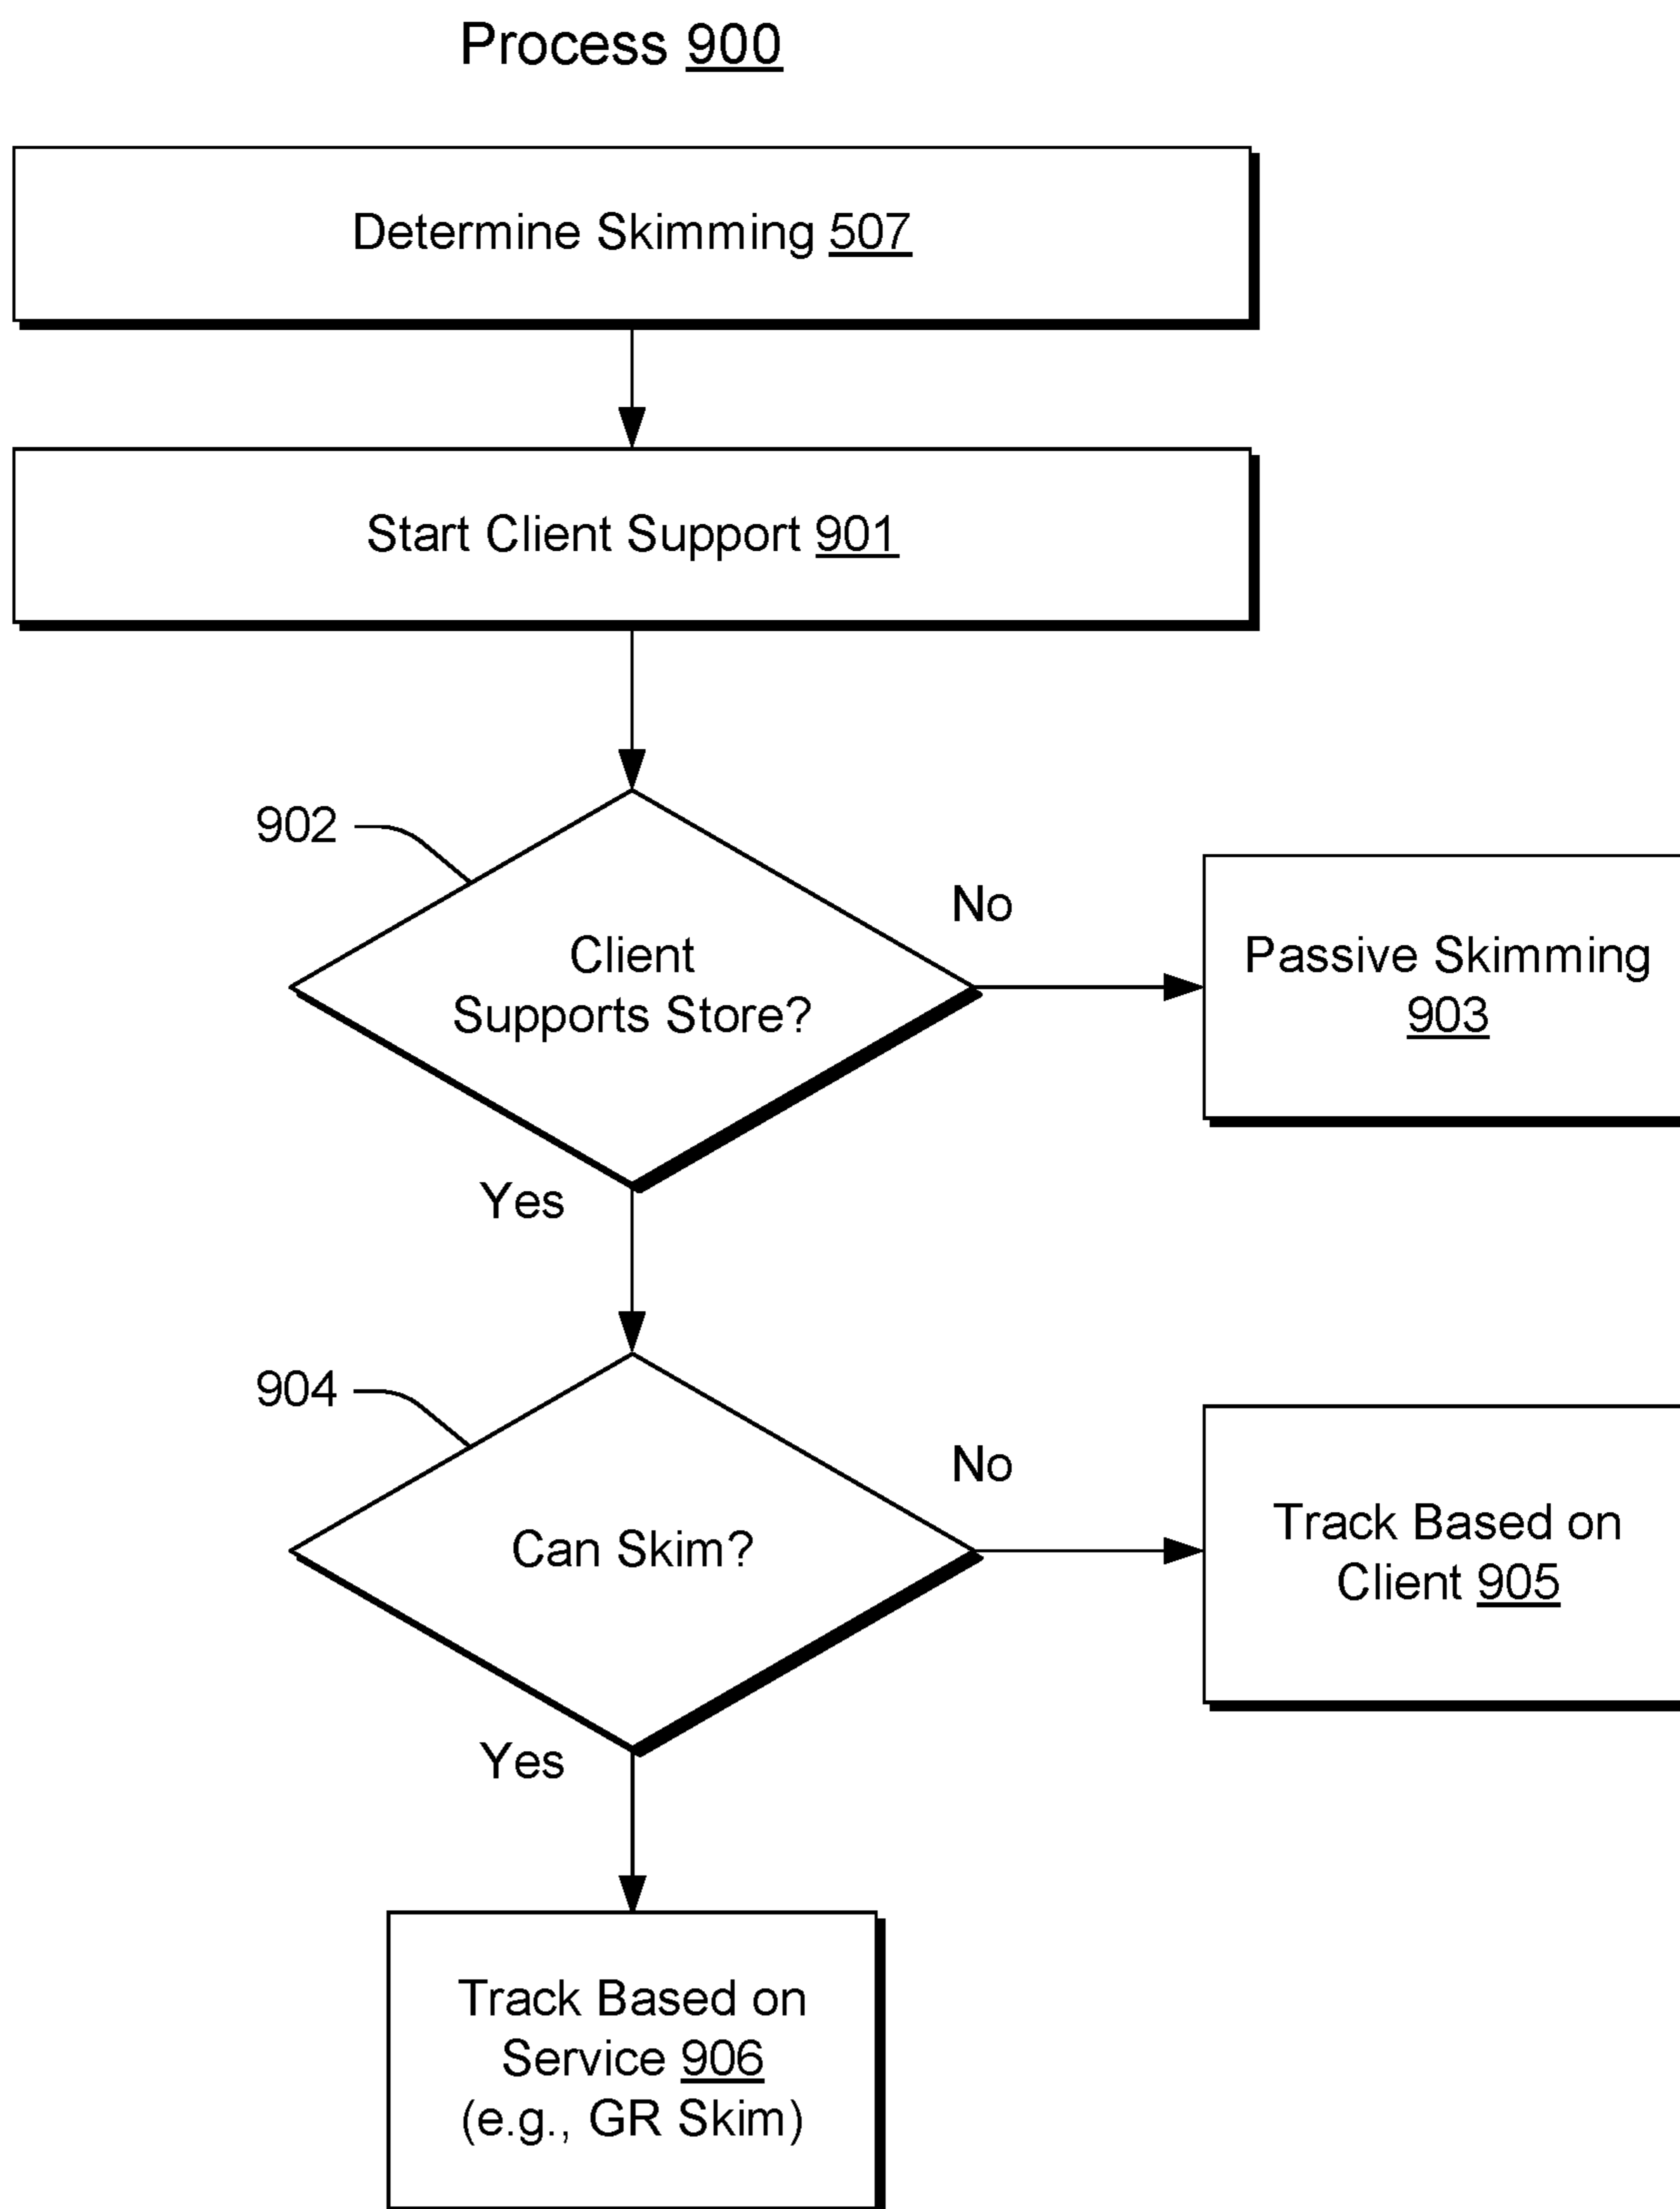 Process 900
Determine Skimming 507
Start Client Support 901
902
Client
Supports Store?
No
Passive Skimming
903
Yes
904
Can Skim?
No
Track Based on
Client 905
Yes
Track Based on
Service 906
(e.g., GR Skim)